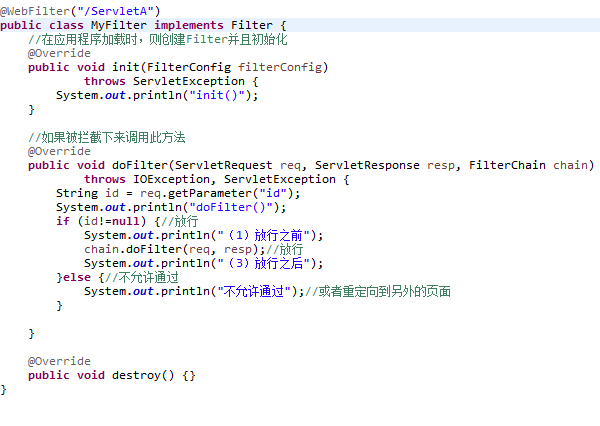 @WebFilter("/ServletA")
public class MyFilter implements Filter {
    //在应用程序加载时，则创建Filter并且初始化
    @Override
    public void init(FilterConfig filterConfig)
            throws ServletException {
        System.out.println("init()");
    }

    //如果被拦截下来调用此方法
    @Override
    public void doFilter(ServletRequest req, ServletResponse resp, FilterChain chain)
            throws IOException, ServletException {
        String id = req.getParameter("id");
        System.out.println("doFilter()");
        if (id!=null) {//放行
            System.out.println("（1）放行之前");
            chain.doFilter(req, resp);//放行
            System.out.println("（3）放行之后");
        }else {//不允许通过
            System.out.println("不允许通过");//或者重定向到另外的页面
        }

    }

    @Override
    public void destroy() {}
}